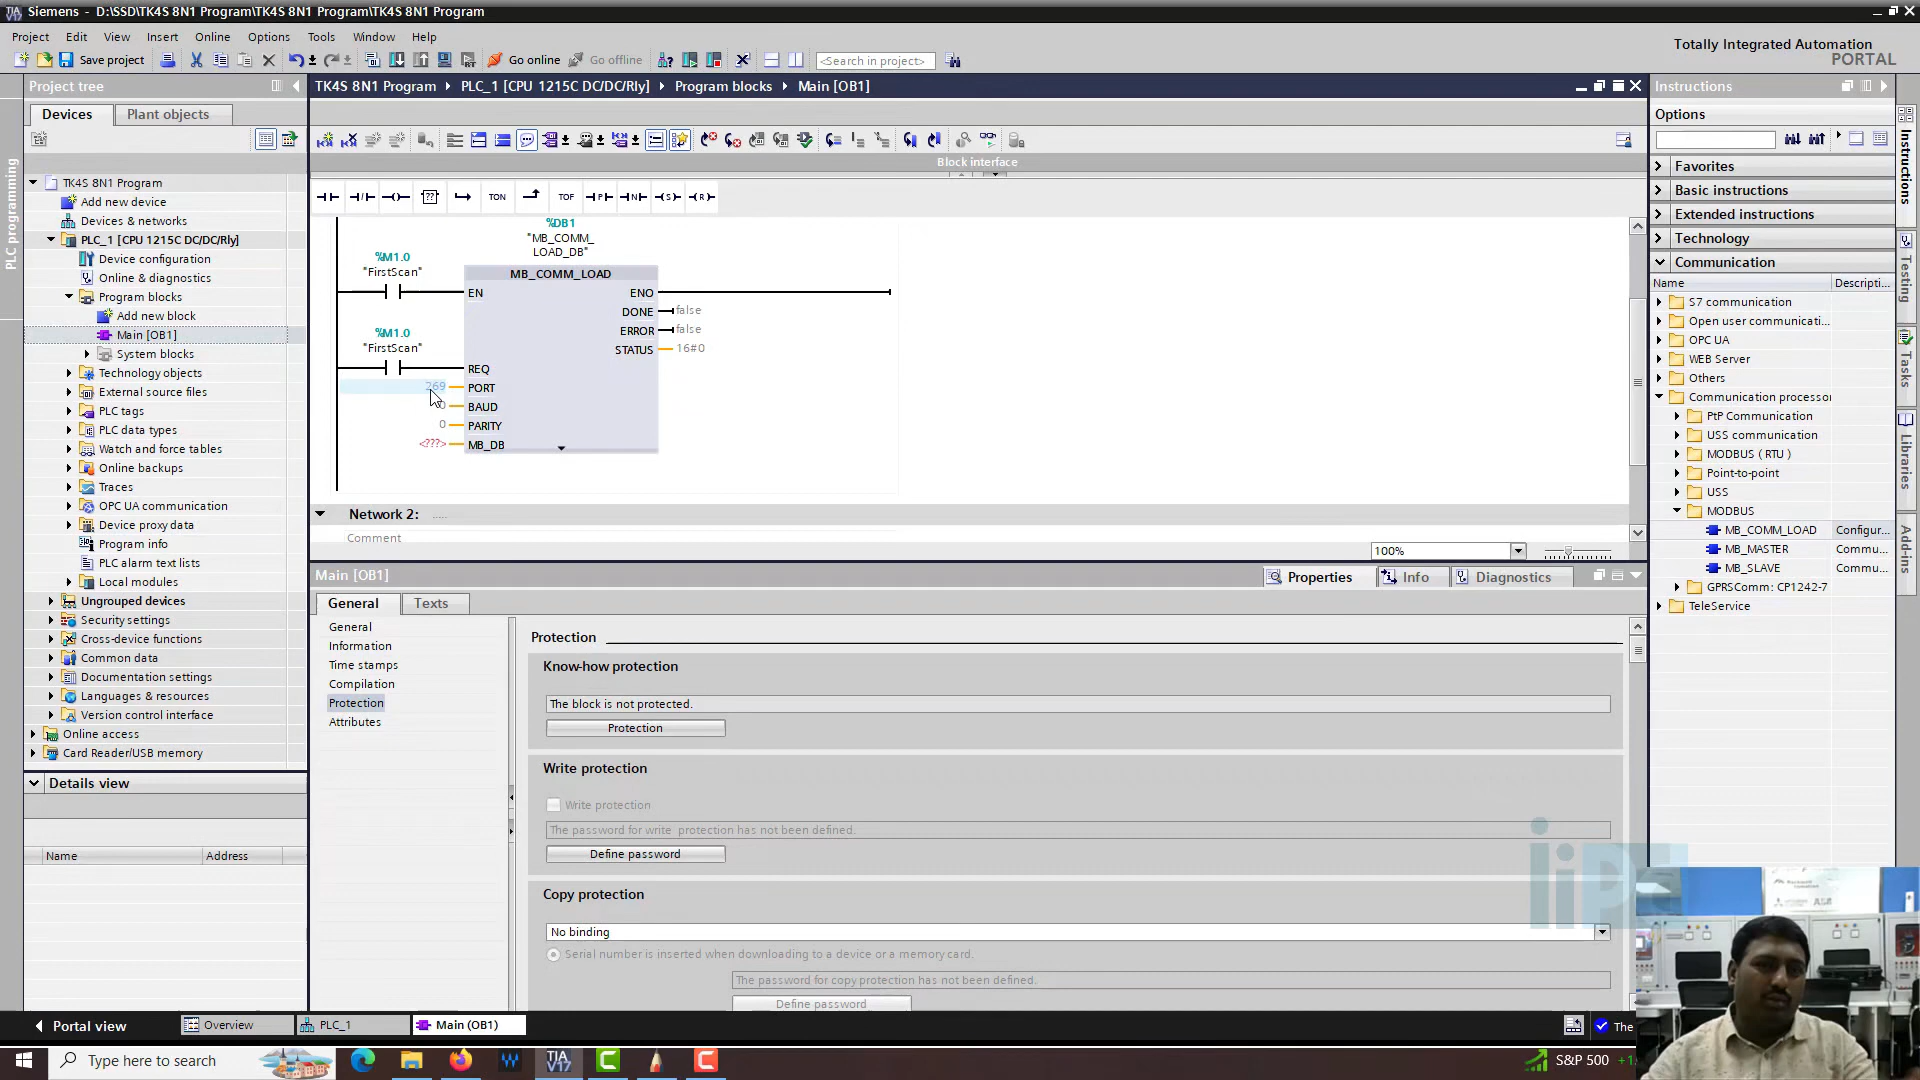 Siemens - D:\SSD\TK4S 8N1 Program\TK4S 8N1 Program\TK4S 8N1 Program
Project Edit View Insert Online Options Tools Window Help
Totally Integrated Automation
PORTAL
Save project
Go online
Go offline
<Search in project>
Project tree
Devices
Plant objects
PLC programming
TK4S 8N1 Program
Add new device
Devices & networks
PLC_1 [CPU 1215C DC/DC/Rly]
Device configuration
Online & diagnostics
Program blocks
Add new block
Main [OB1]
System blocks
Technology objects
External source files
PLC tags
PLC data types
Watch and force tables
Online backups
Traces
OPC UA communication
Device proxy data
Program info
PLC alarm text lists
Local modules
Ungrouped devices
Security settings
Cross-device functions
Common data
Documentation settings
Languages & resources
Version control interface
Online access
Card Reader/USB memory
Details view
Name Address
TK4S 8N1 Program PLC_1 [CPU 1215C DC/DC/Rly] Program blocks Main [OB1]
Block interface
TON
TOF
%DB1
"MB_COMM_
LOAD_DB"
MB_COMM_LOAD
%M1.0
"FirstScan"
EN ENO
DONE false
%M1.0
ERROR false
"FirstScan"
STATUS 16#0
REQ
269 PORT
0 BAUD
0 PARITY
<???> MB_DB
Network 2: .....
Comment
100%
Main [OB1]
Properties Info Diagnostics
General Texts
General
Information
Time stamps
Compilation
Protection
Attributes
Protection
Know-how protection
The block is not protected.
Protection
Write protection
Write protection
The password for write protection has not been defined.
Define password
Copy protection
No binding
Serial number is inserted when downloading to a device or a memory card.
The password for copy protection has not been defined.
Define password
Instructions
Options
Favorites
Basic instructions
Extended instructions
Technology
Communication
Name Descripti...
S7 communication
Open user communicati...
OPC UA
WEB Server
Others
Communication processor
PtP Communication
USS communication
MODBUS ( RTU )
Point-to-point
USS
MODBUS
MB_COMM_LOAD Configur...
MB_MASTER Commu...
MB_SLAVE Commu...
GPRSComm: CP1242-7
TeleService
Instructions
Testing
Tasks
Libraries
Add-ins
Portal view
Overview
PLC_1
Main (OB1)
The
Type here to search
TIA
V17
S&P 500